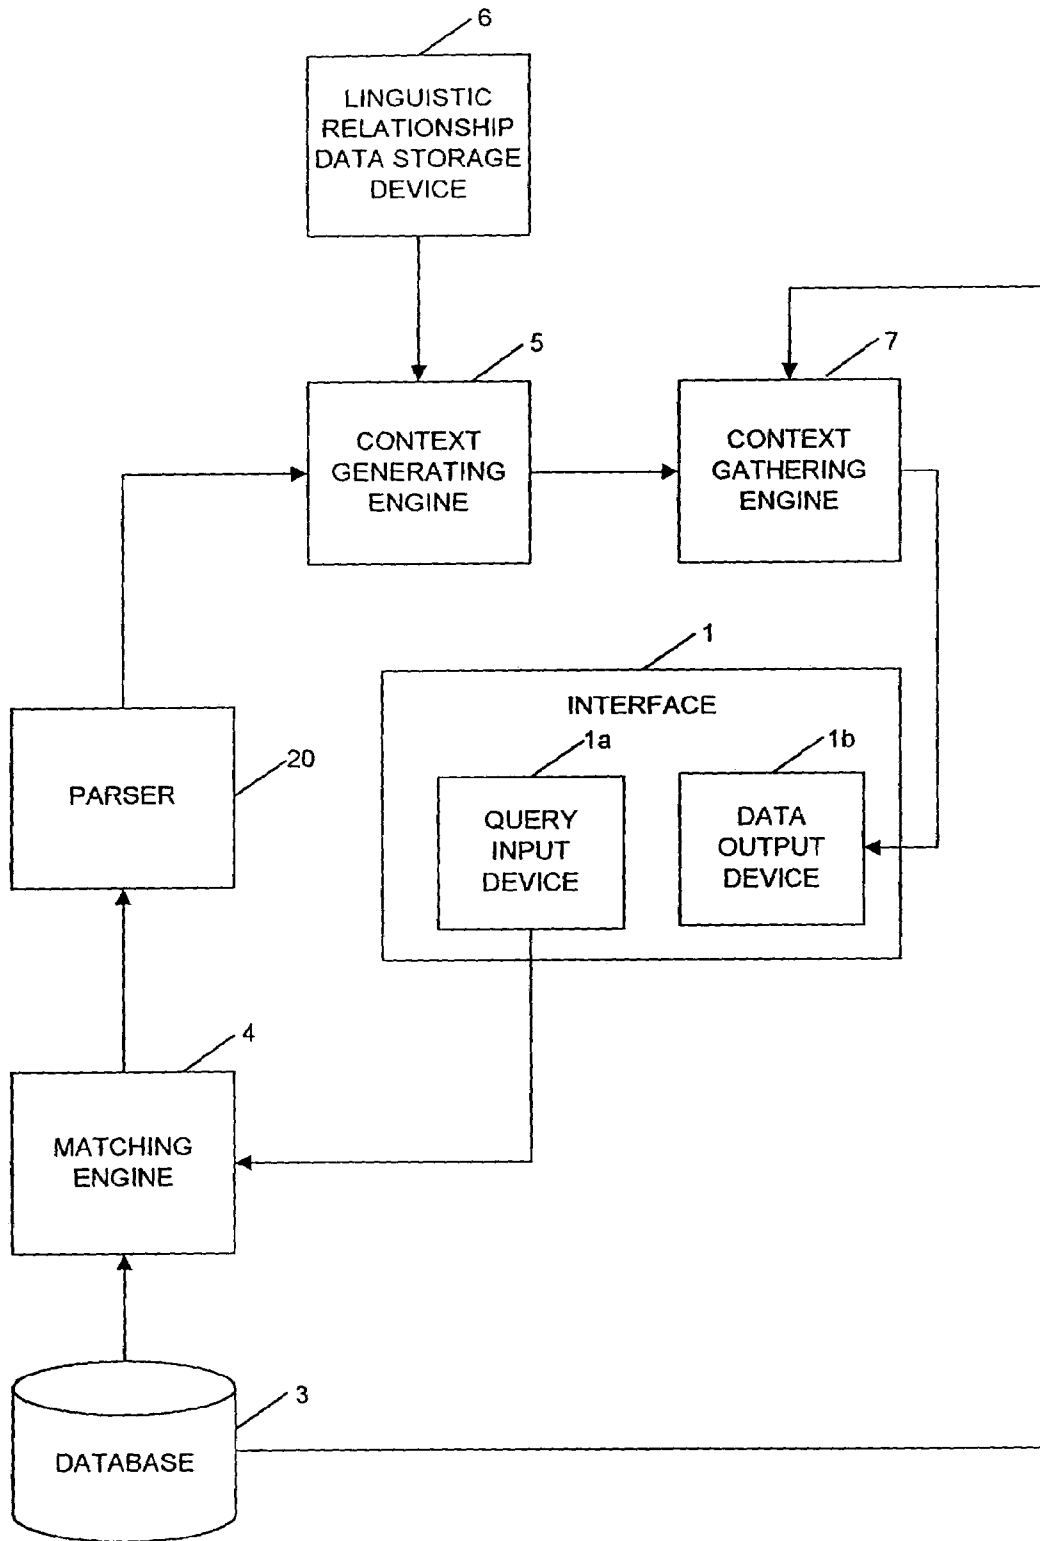 6
LINGUISTIC
RELATIONSHIP
DATA STORAGE
DEVICE
5
CONTEXT
GENERATING
ENGINE
7
CONTEXT
GATHERING
ENGINE
1
INTERFACE
1a
QUERY
INPUT
DEVICE
1b
DATA
OUTPUT
DEVICE
20
PARSER
4
MATCHING
ENGINE
3
DATABASE